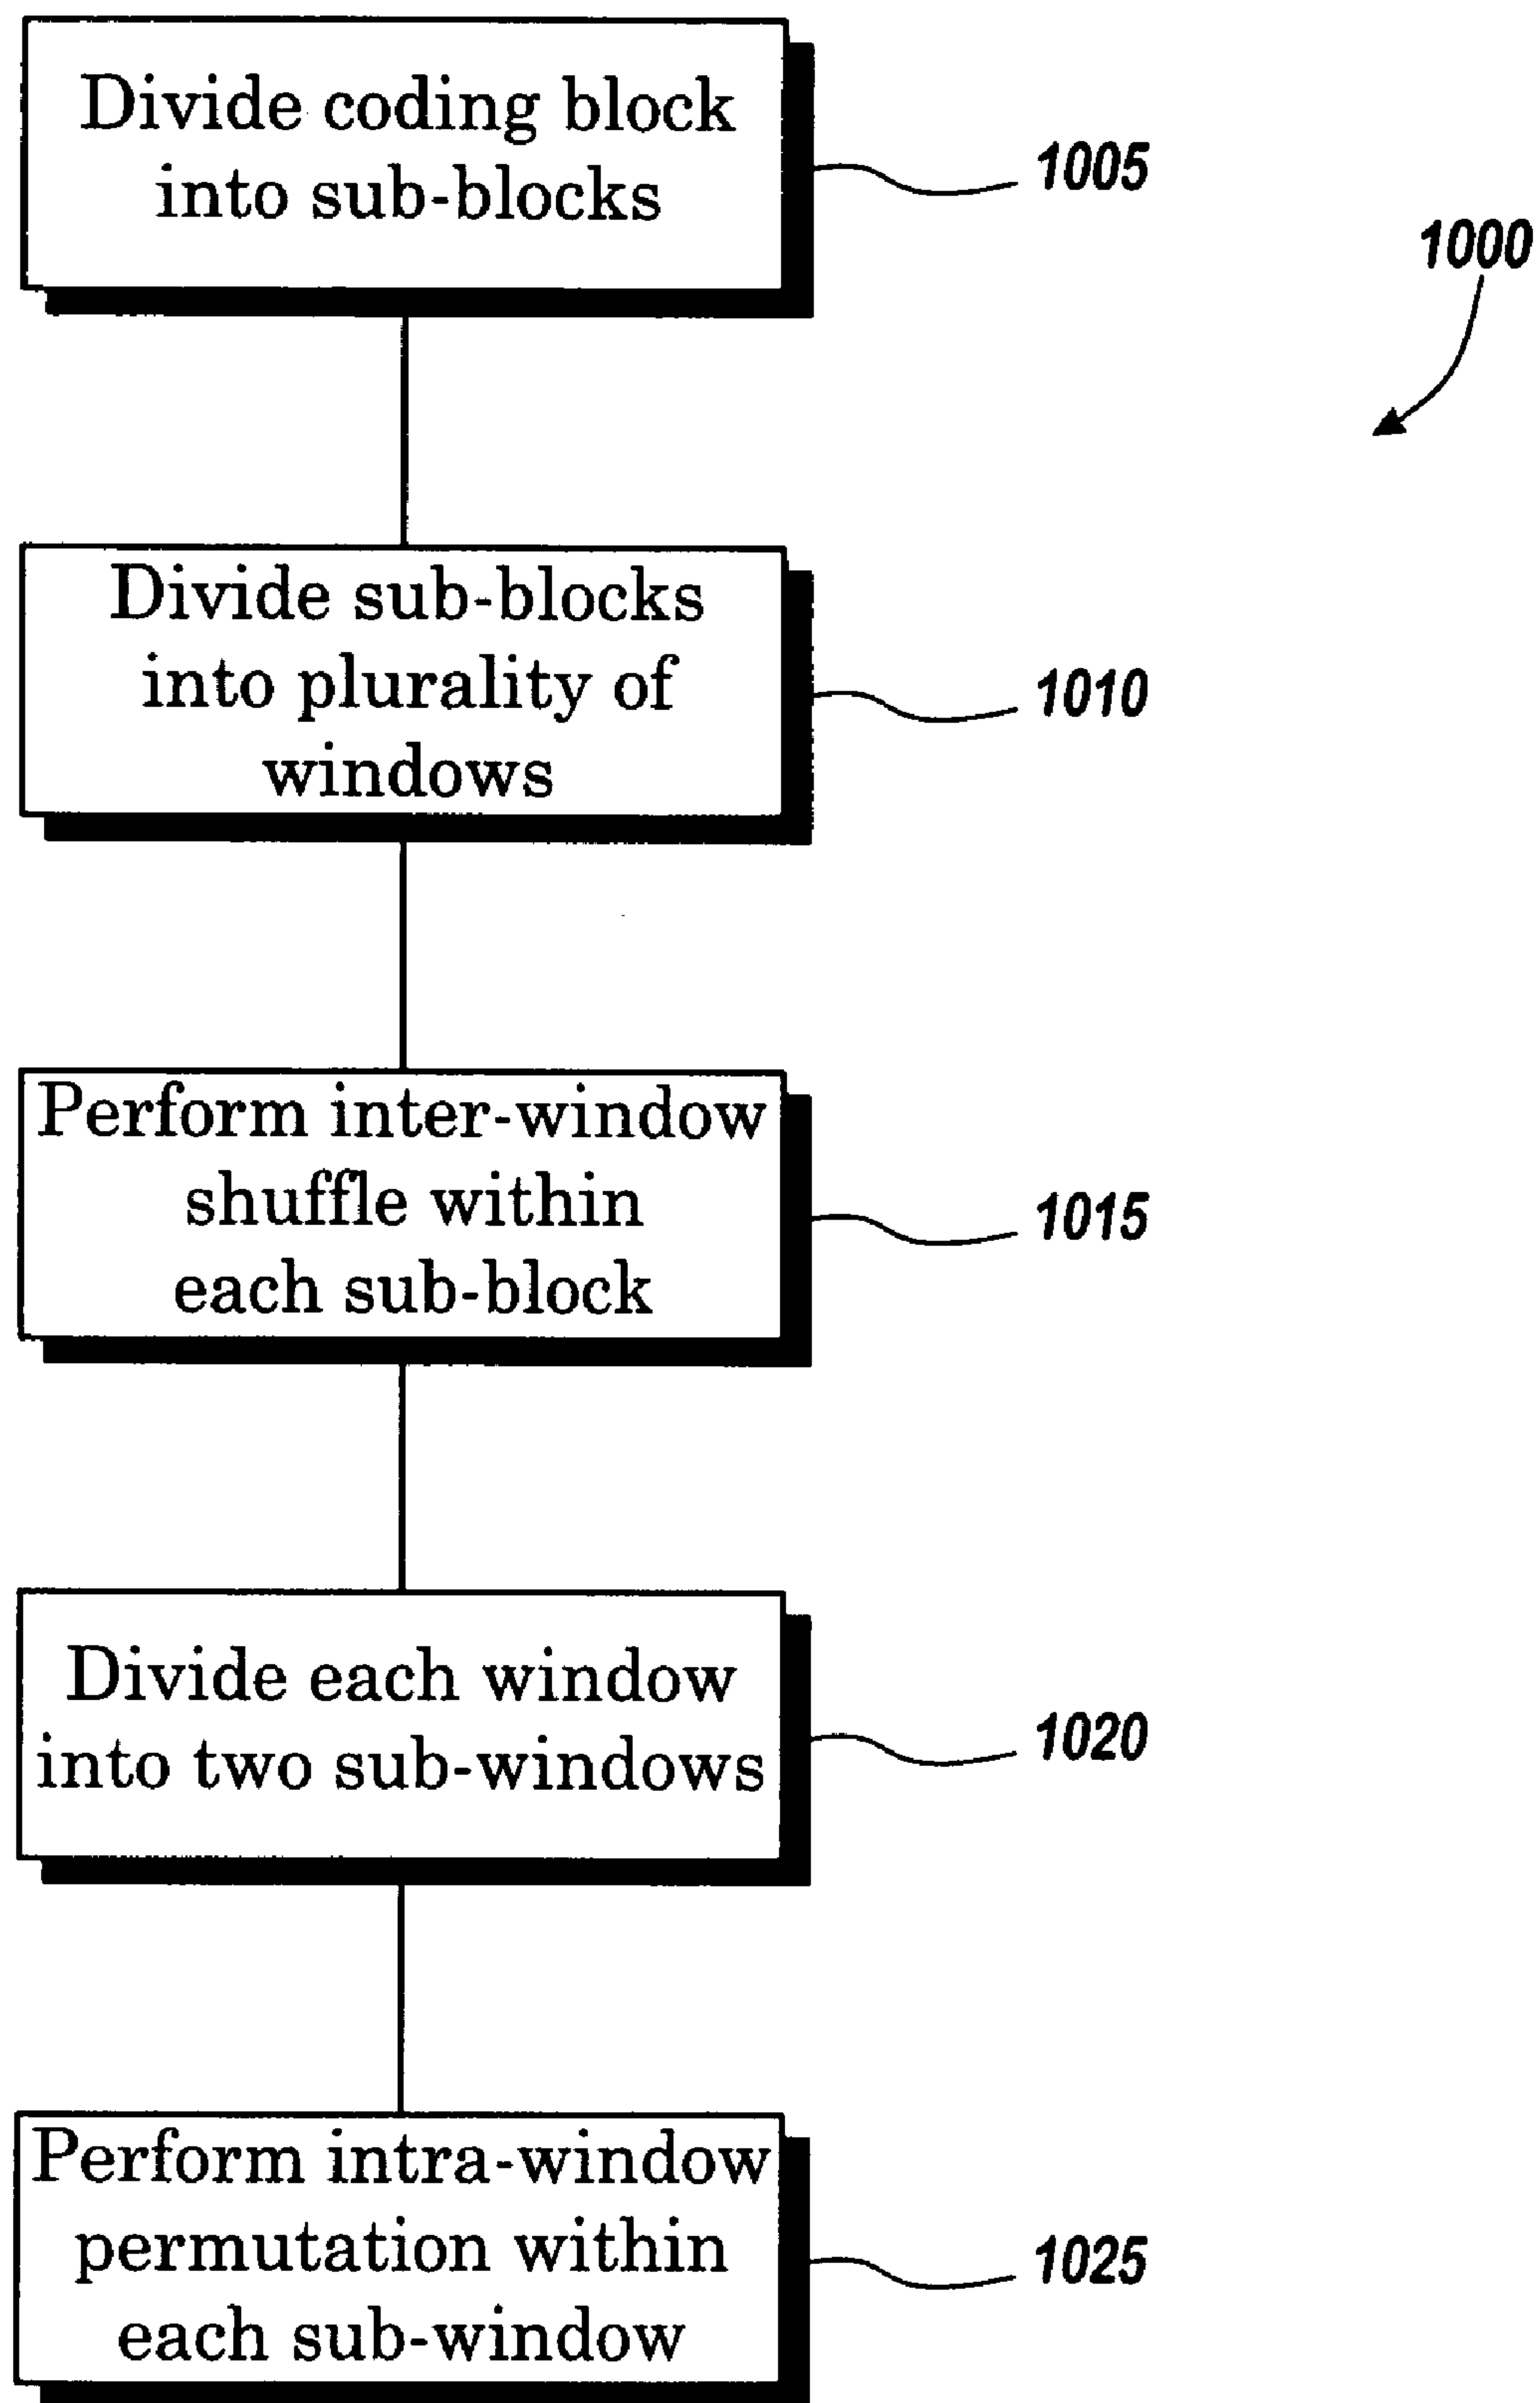 Divide coding block
into sub-blocks
1005
1000
Divide sub-blocks
into plurality of
windows
1010
Perform inter-window
shuffle within
each sub-block
1015
Divide each window
into two sub-windows
1020
Perform intra-window
permutation within
each sub-window
1025